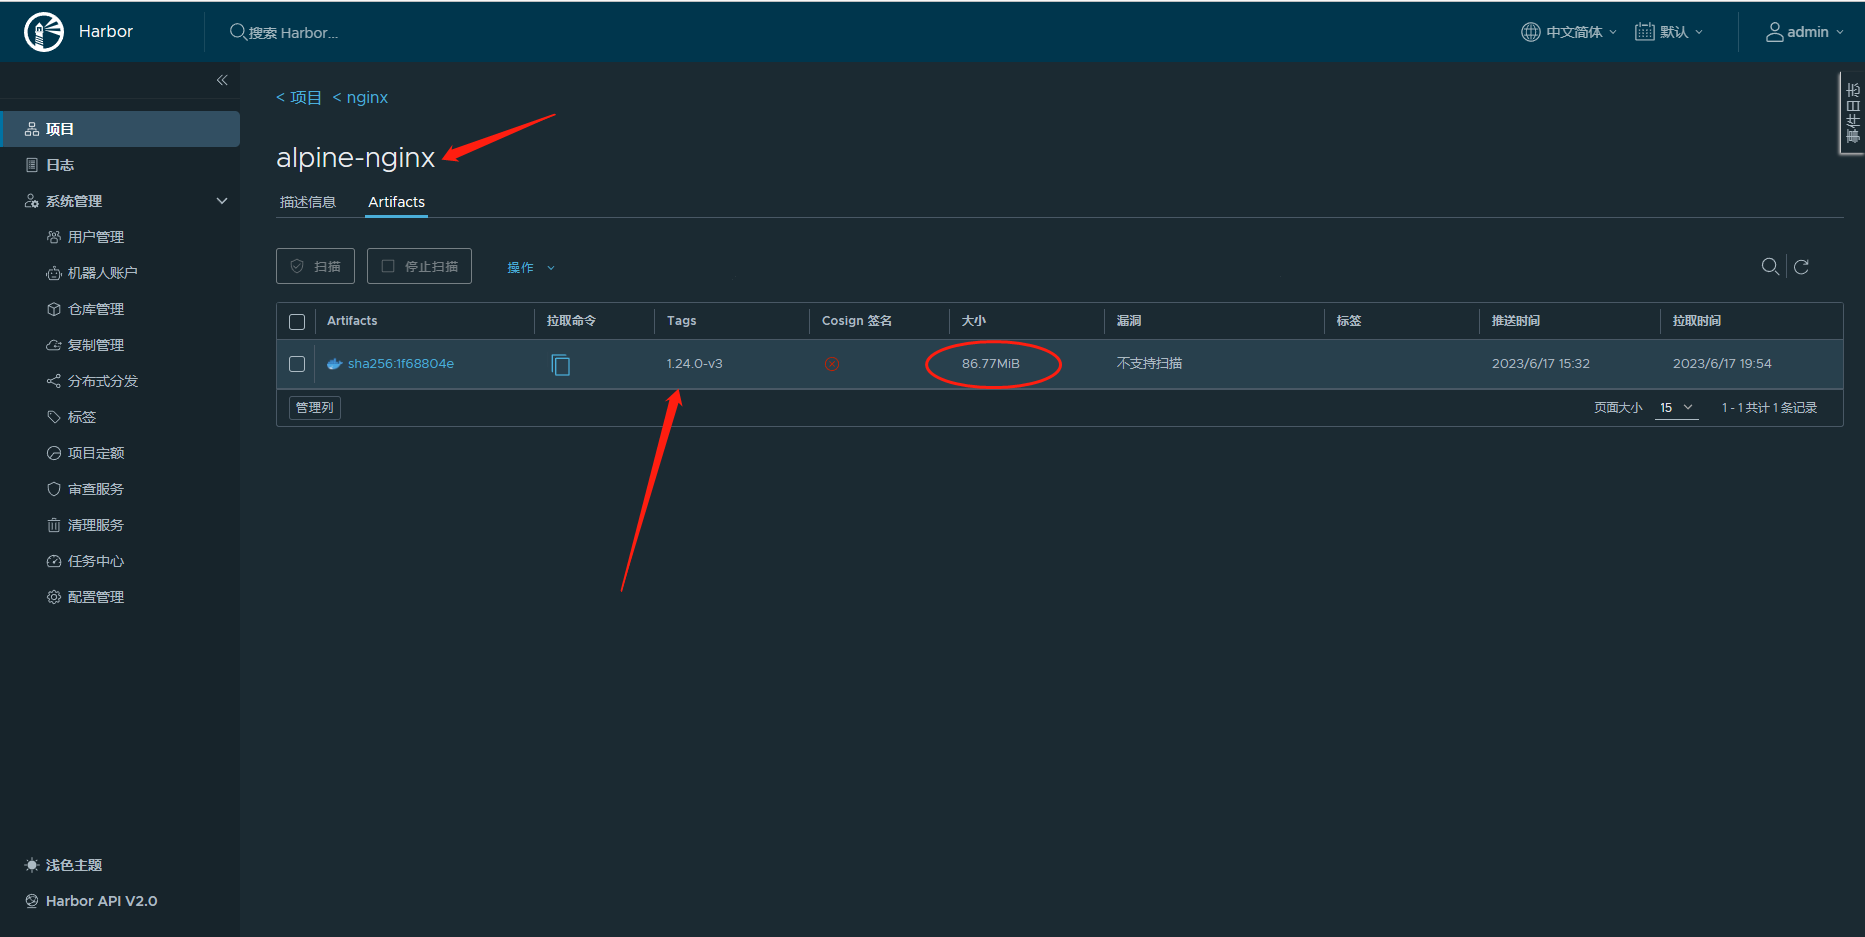 Harbor
搜索 Harbor...
中文简体
默认
admin
事件日志
项目
日志
系统管理
用户管理
机器人账户
仓库管理
复制管理
分布式分发
标签
项目定额
审查服务
清理服务
任务中心
配置管理
浅色主题
Harbor API V2.0
< 项目 < nginx
alpine-nginx
描述信息 Artifacts
扫描 停止扫描 操作
Artifacts 拉取命令 Tags Cosign 签名 大小 漏洞 标签 推送时间 拉取时间
sha256:1f68804e 1.24.0-v3 86.77MiB 不支持扫描 2023/6/17 15:32 2023/6/17 19:54
管理列 页面大小 15 1 - 1 共计 1 条记录